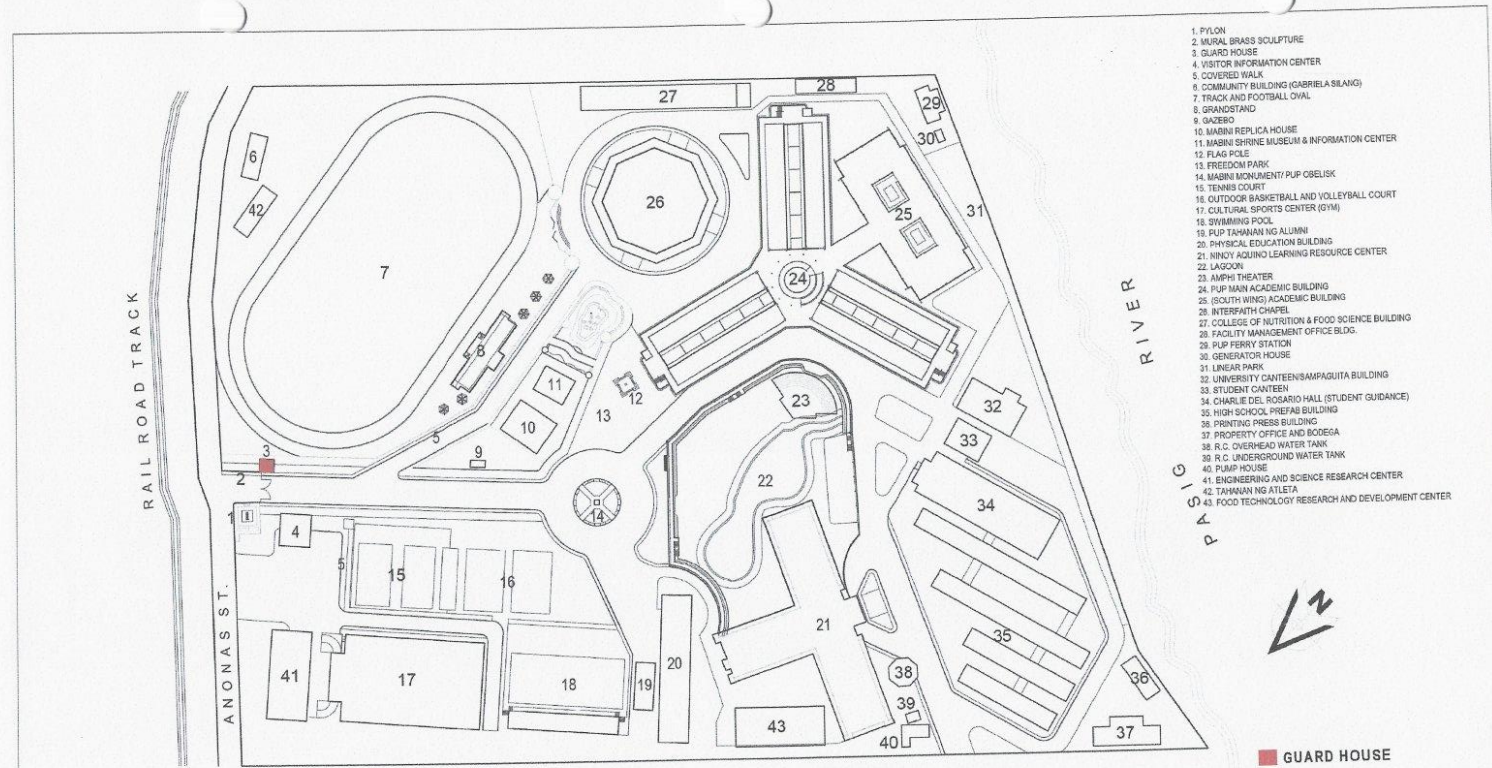 1. PYLON
2. MURAL BRASS SCULPTURE
3. GUARD HOUSE
4. VISITOR INFORMATION CENTER
5. COVERED WALK
6. COMMUNITY BUILDING (GABRIELA SILANG)
7. TRACK AND FOOTBALL OVAL
8. GRANDSTAND
9. GAZEBO
10. MABINI REPLICA HOUSE
11. MABINI SHRINE MUSEUM & INFORMATION CENTER
12. FLAG POLE
13. FREEDOM PARK
14. MABINI MONUMENT/ PUP OBELISK
15. TENNIS COURT
16. OUTDOOR BASKETBALL AND VOLLEYBALL COURT
17. CULTURAL SPORTS CENTER (GYM)
18. SWIMMING POOL
19. PUP TAHANAN NG ALUMNI
20. PHYSICAL EDUCATION BUILDING
21. NINOY AQUINO LEARNING RESOURCE CENTER
22. LAGOON
23. AMPHI THEATER
24. PUP MAIN ACADEMIC BUILDING
25. (SOUTH WING) ACADEMIC BUILDING
26. INTERFAITH CHAPEL
27. COLLEGE OF NUTRITION & FOOD SCIENCE BUILDING
28. FACILITY MANAGEMENT OFFICE BLDG.
29. PUP FERRY STATION
30. GENERATOR HOUSE
31. LINEAR PARK
32. UNIVERSITY CANTEEN/SAMPAGUITA BUILDING
33. STUDENT CANTEEN
34. CHARLIE DEL ROSARIO HALL (STUDENT GUIDANCE)
35. HIGH SCHOOL PREFAB BUILDING
36. PRINTING PRESS BUILDING
37. PROPERTY OFFICE AND BODEGA
38. R.C. OVERHEAD WATER TANK
39. R.C. UNDERGROUND WATER TANK
40. PUMP HOUSE
41. ENGINEERING AND SCIENCE RESEARCH CENTER
42. TAHANAN NG ATLETA
43. FOOD TECHNOLOGY RESEARCH AND DEVELOPMENT CENTER
27
28
29
30
6
42
26
25
31
7
24
8
11
12
10
13
23
32
33
5
9
3
2
22
14
34
1
4
5
15
16
21
35
41
17
18
19
20
38
36
39
43
40
37
RAIL ROAD TRACK
ANONAS ST.
PASIG RIVER
N
GUARD HOUSE